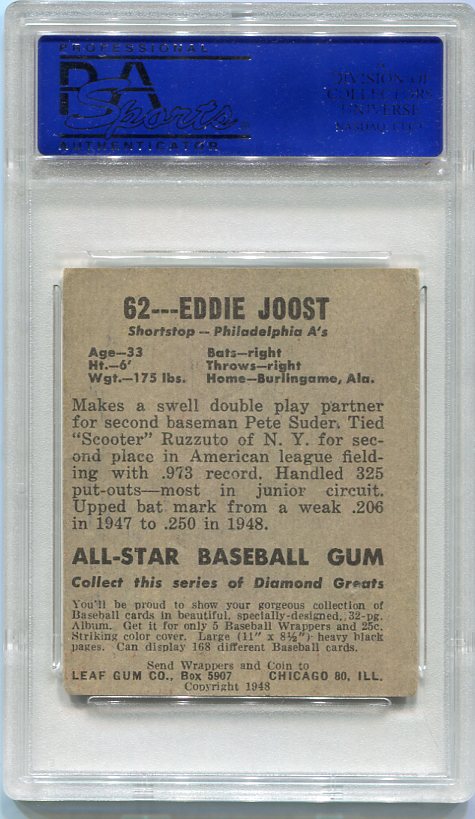 PROFESSIONAL
PSA
Sports
AUTHENTICATOR
A
DIVISION OF
COLLECTORS
UNIVERSE
NASDAQ: CLCT
62---EDDIE JOOST
Shortstop -- Philadelphia A's
Age—33 Bats—right
Ht.—6' Throws—right
Wgt.—175 lbs. Home—Burlingame, Ala.
Makes a swell double play partner
for second baseman Pete Suder. Tied
"Scooter" Ruzzuto of N. Y. for sec-
ond place in American league field-
ing with .973 record. Handled 325
put-outs—most in junior circuit.
Upped bat mark from a weak .206
in 1947 to .250 in 1948.
ALL-STAR BASEBALL GUM
Collect this series of Diamond Greats
You'll be proud to show your gorgeous collection of
Baseball cards in beautiful, specially-designed, 32-pg.
Album. Get it for only 5 Baseball Wrappers and 25c.
Striking color cover. Large (11" x 8½") heavy black
pages. Can display 168 different Baseball cards.
Send Wrappers and Coin to
LEAF GUM CO., Box 5907 CHICAGO 80, ILL.
Copyright 1948